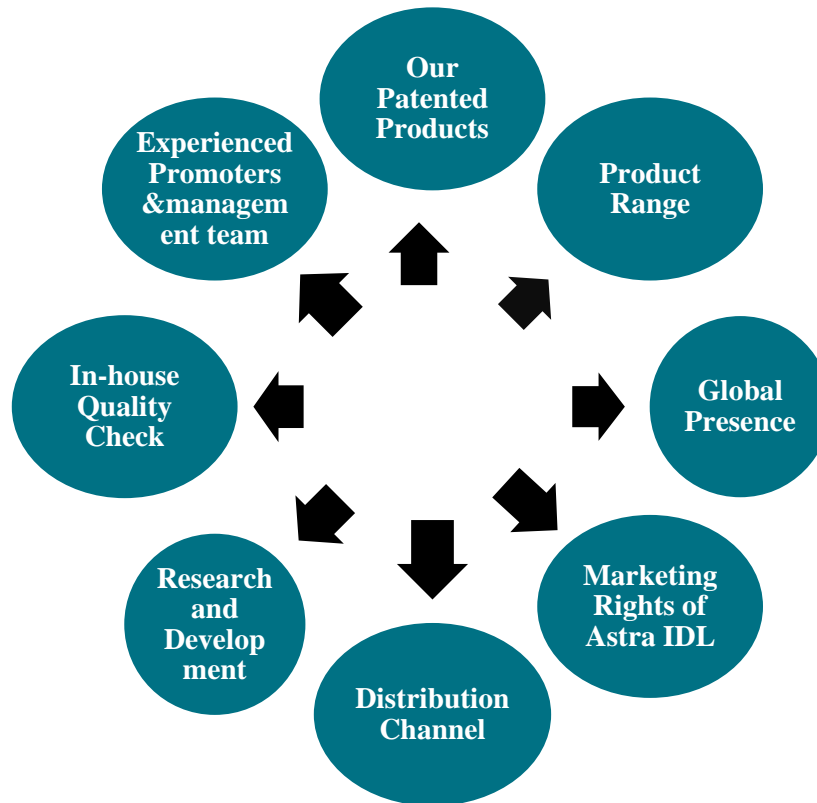 Our
Patented
Products
Product
Range
Global
Presence
Marketing
Rights of
Astra IDL
Distribution
Channel
Research
and
Develop
ment
In-house
Quality
Check
Experienced
Promoters
&managem
ent team